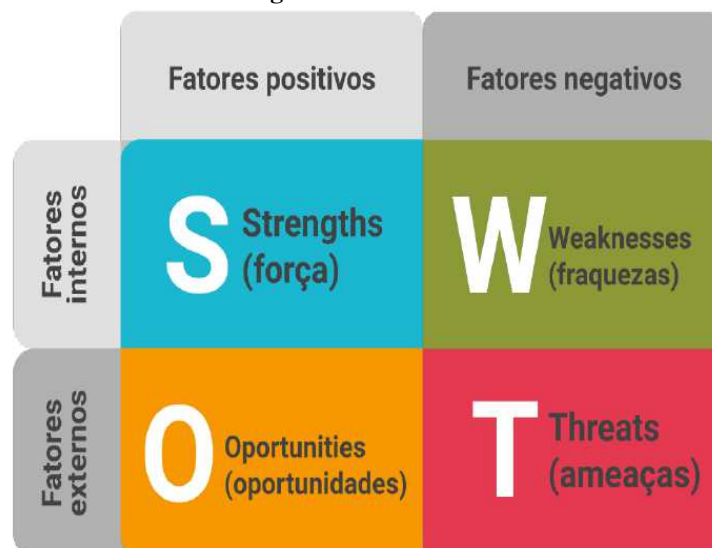 Fatores positivos
Fatores negativos
Fatores
internos
S
Strengths
(força)
W
Weaknesses
(fraquezas)
Fatores
externos
O
Oportunities
(oportunidades)
T
Threats
(ameaças)